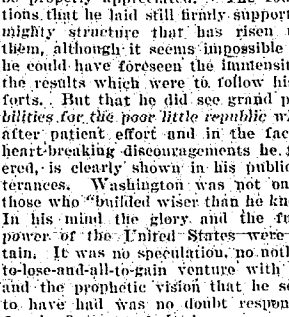 be properly appreciated. The fou
tions that he laid still firmly suppor
mighty structure that has risen
them, although it seems impossible
he could have foreseen the immensit
the results which were to follow his
forts. But that he did see grand p
bilities for the poor little republic w
after patient effort and in the fac
heart-breaking discouragements he
ered, is clearly shown in his public
terances. Washington was not on
those who "builded wiser than he kn
In his mind the glory and the fu
power of the United States were
tain. It was no speculation, no noth
to-lose-and-all-to-gain venture with
and the prophetic vision that he s
to have had was no doubt respon